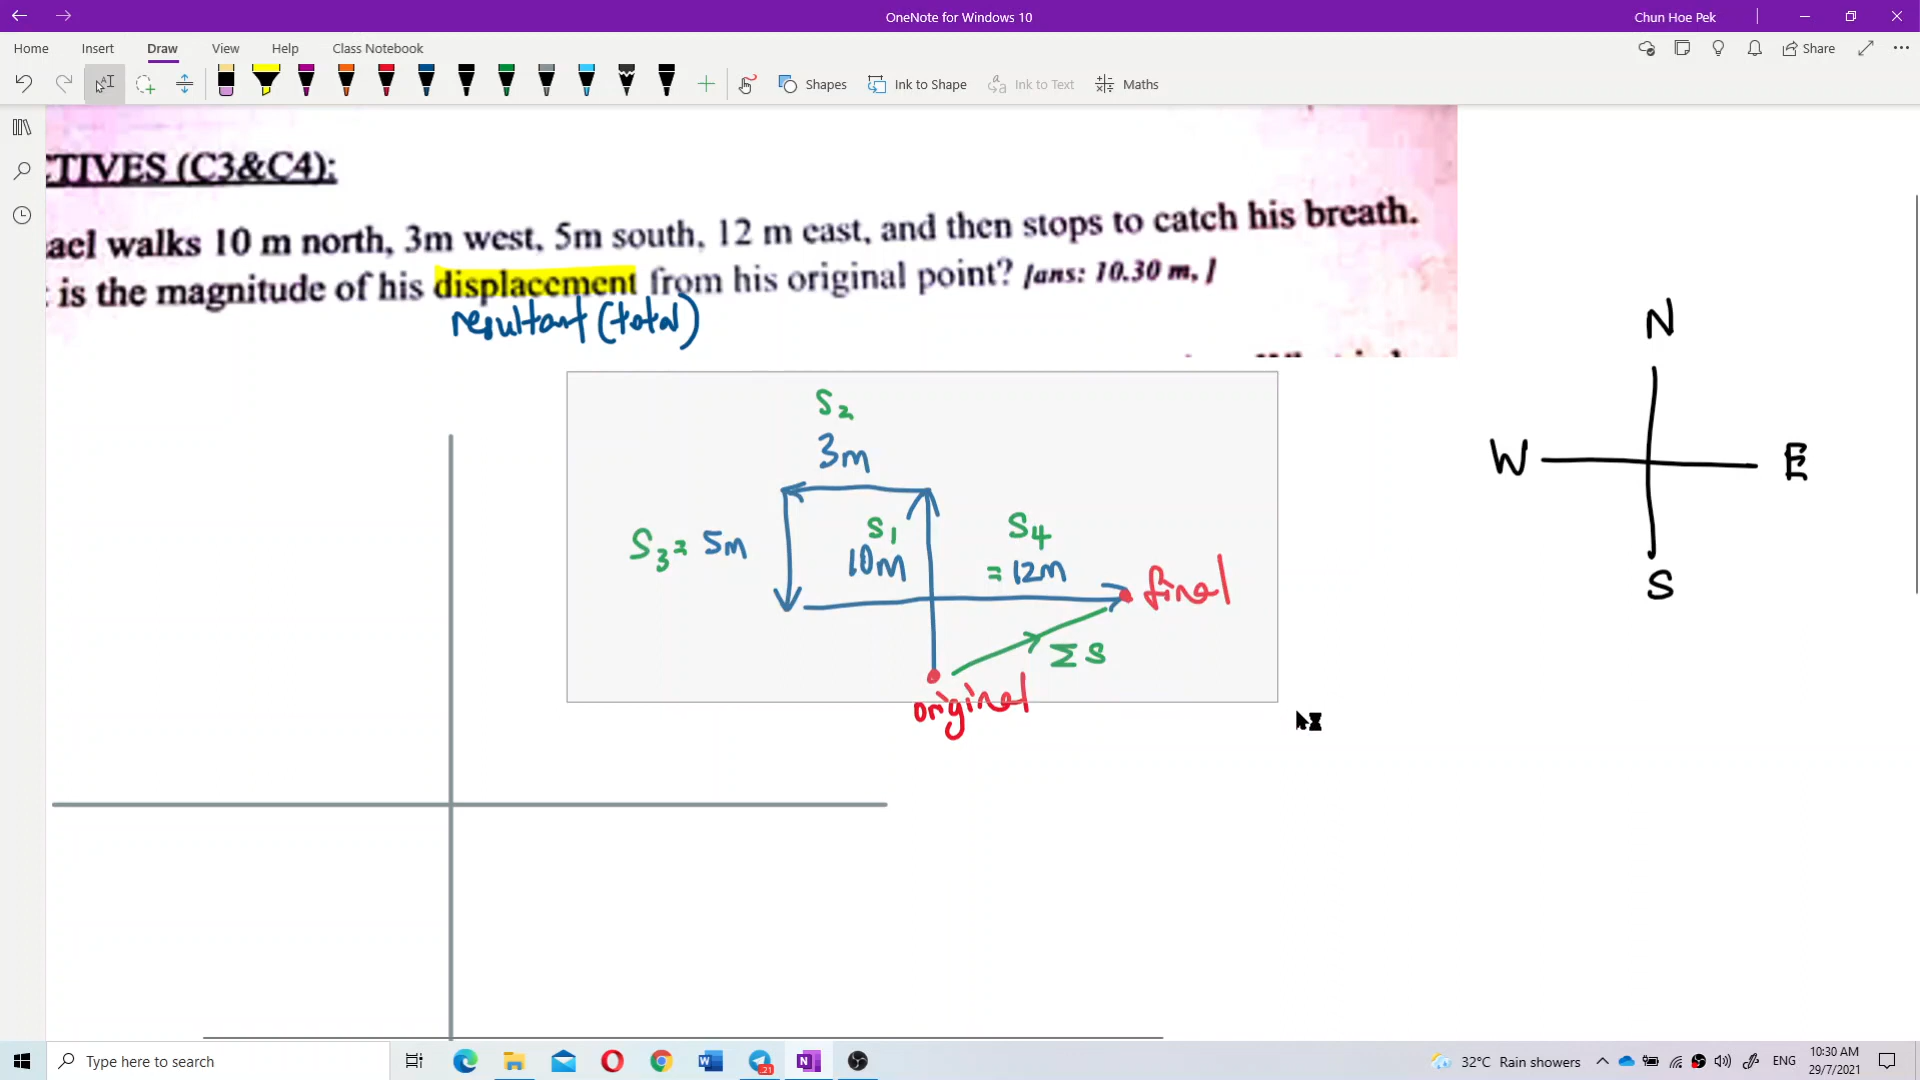 OneNote for Windows 10
Chun Hoe Pek
Home Insert Draw View Help Class Notebook
Share
Shapes Ink to Shape Ink to Text Maths
CTIVES (C3&C4):
ael walks 10 m north, 3m west, 5m south, 12 m east, and then stops to catch his breath.
is the magnitude of his displacement from his original point? [ans: 10.30 m, ]
resultant (total)
N
W E
S
S2
3m
S3 = 5m
S1
10m
S4
= 12m
final
ΣS
original
Type here to search
21
32°C Rain showers
ENG
10:30 AM
29/7/2021